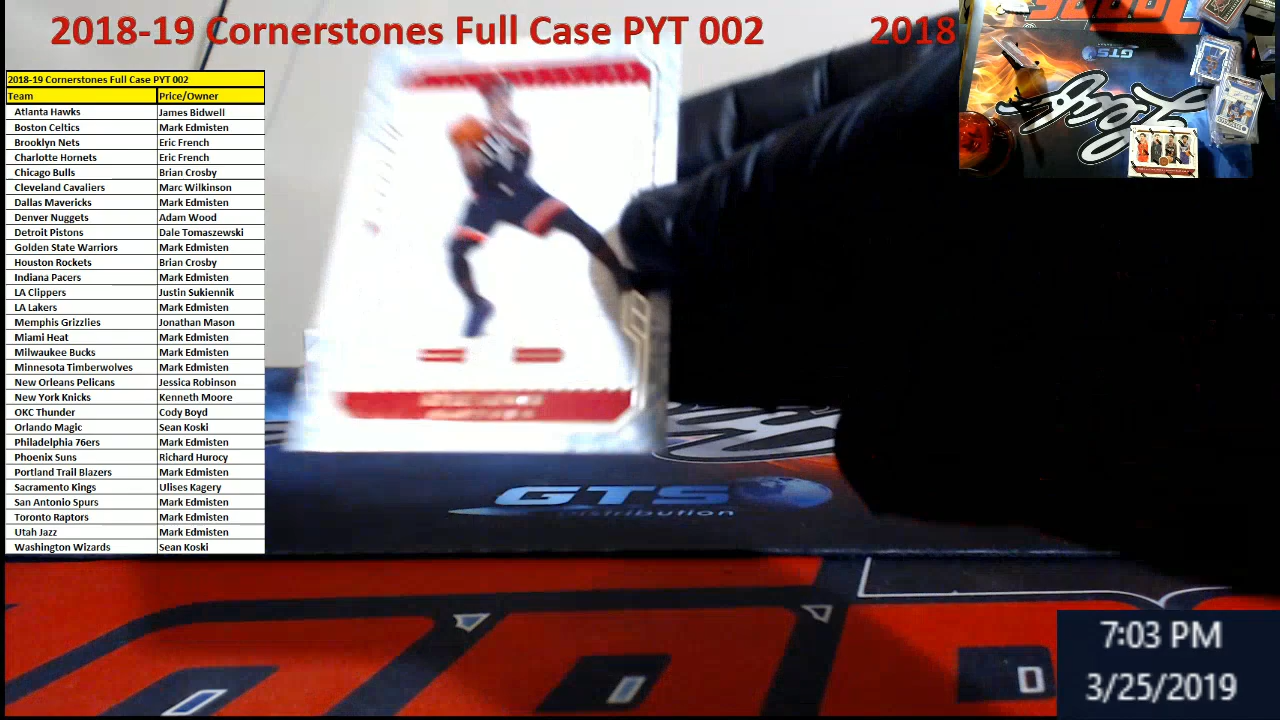 2018-19 Cornerstones Full Case PYT 002 2018
2018-19 Cornerstones Full Case PYT 002
Team Price/Owner
Atlanta Hawks James Bidwell
Boston Celtics Mark Edmisten
Brooklyn Nets Eric French
Charlotte Hornets Eric French
Chicago Bulls Brian Crosby
Cleveland Cavaliers Marc Wilkinson
Dallas Mavericks Mark Edmisten
Denver Nuggets Adam Wood
Detroit Pistons Dale Tomaszewski
Golden State Warriors Mark Edmisten
Houston Rockets Brian Crosby
Indiana Pacers Mark Edmisten
LA Clippers Justin Sukiennik
LA Lakers Mark Edmisten
Memphis Grizzlies Jonathan Mason
Miami Heat Mark Edmisten
Milwaukee Bucks Mark Edmisten
Minnesota Timberwolves Mark Edmisten
New Orleans Pelicans Jessica Robinson
New York Knicks Kenneth Moore
OKC Thunder Cody Boyd
Orlando Magic Sean Koski
Philadelphia 76ers Mark Edmisten
Phoenix Suns Richard Hurocy
Portland Trail Blazers Mark Edmisten
Sacramento Kings Ulises Kagery
San Antonio Spurs Mark Edmisten
Toronto Raptors Mark Edmisten
Utah Jazz Mark Edmisten
Washington Wizards Sean Koski
GTS
distribution
GTS
7:03 PM
3/25/2019